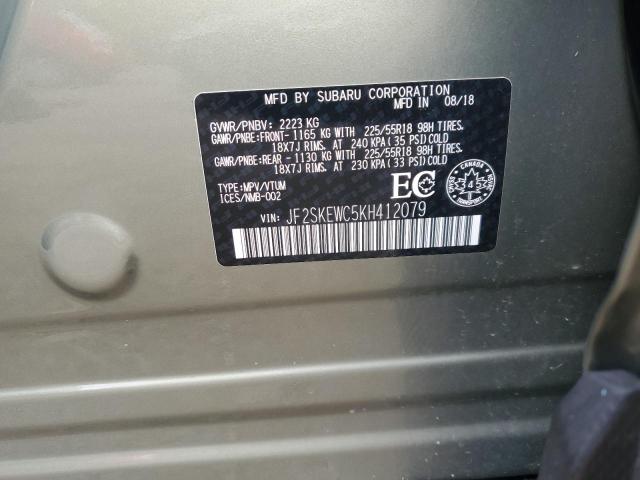 MFD BY SUBARU CORPORATION
MFD IN 08/18
GVWR/PNBV: 2223 KG
GAWR/PNBE:FRONT-1165 KG WITH 225/55R18 98H TIRES.
18X7J RIMS. AT 240 KPA(35 PSI)COLD
GAWR/PNBE:REAR -1130 KG WITH 225/55R18 98H TIRES.
18X7J RIMS. AT 230 KPA(33 PSI)COLD
TYPE:MPV/VTUM
ICES/NMB-002
EC
CANADA
34
VIN: JF2SKEWC5KH412079